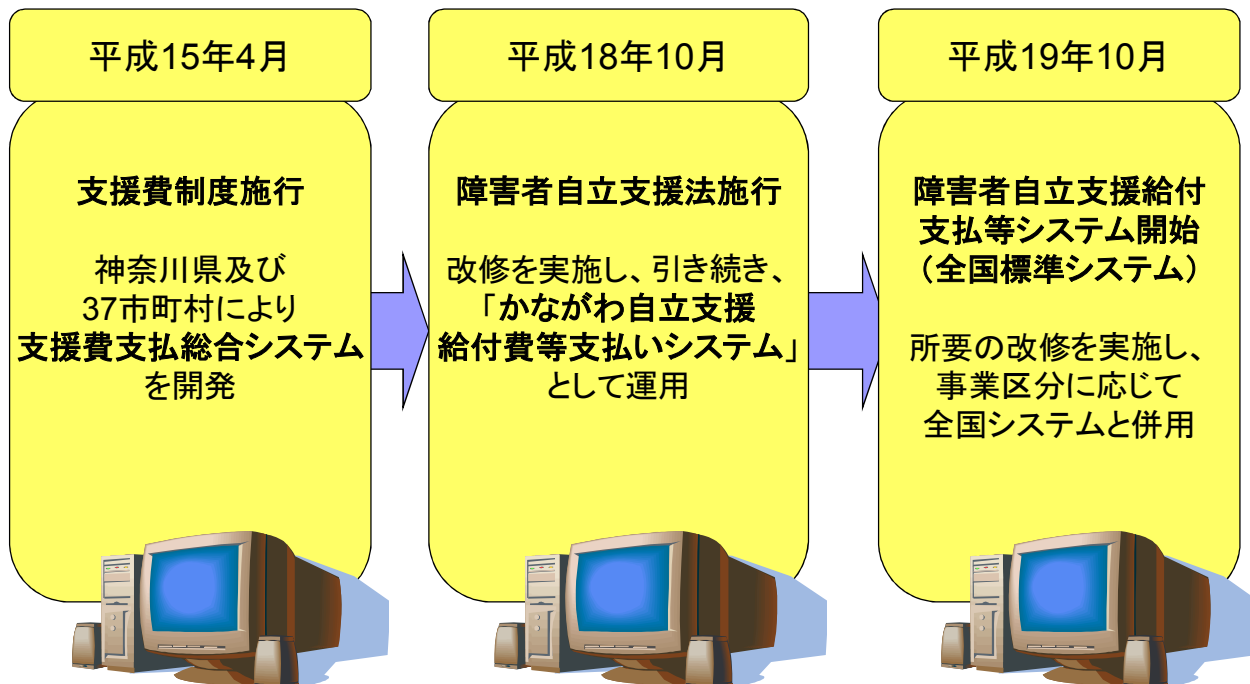 平成15年4月
支援費制度施行
神奈川県及び
37市町村により
支援費支払総合システム
を開発
平成18年10月
障害者自立支援法施行
改修を実施し、引き続き、
「かながわ自立支援
給付費等支払いシステム」
として運用
平成19年10月
障害者自立支援給付
支払等システム開始
（全国標準システム）
所要の改修を実施し、
事業区分に応じて
全国システムと併用